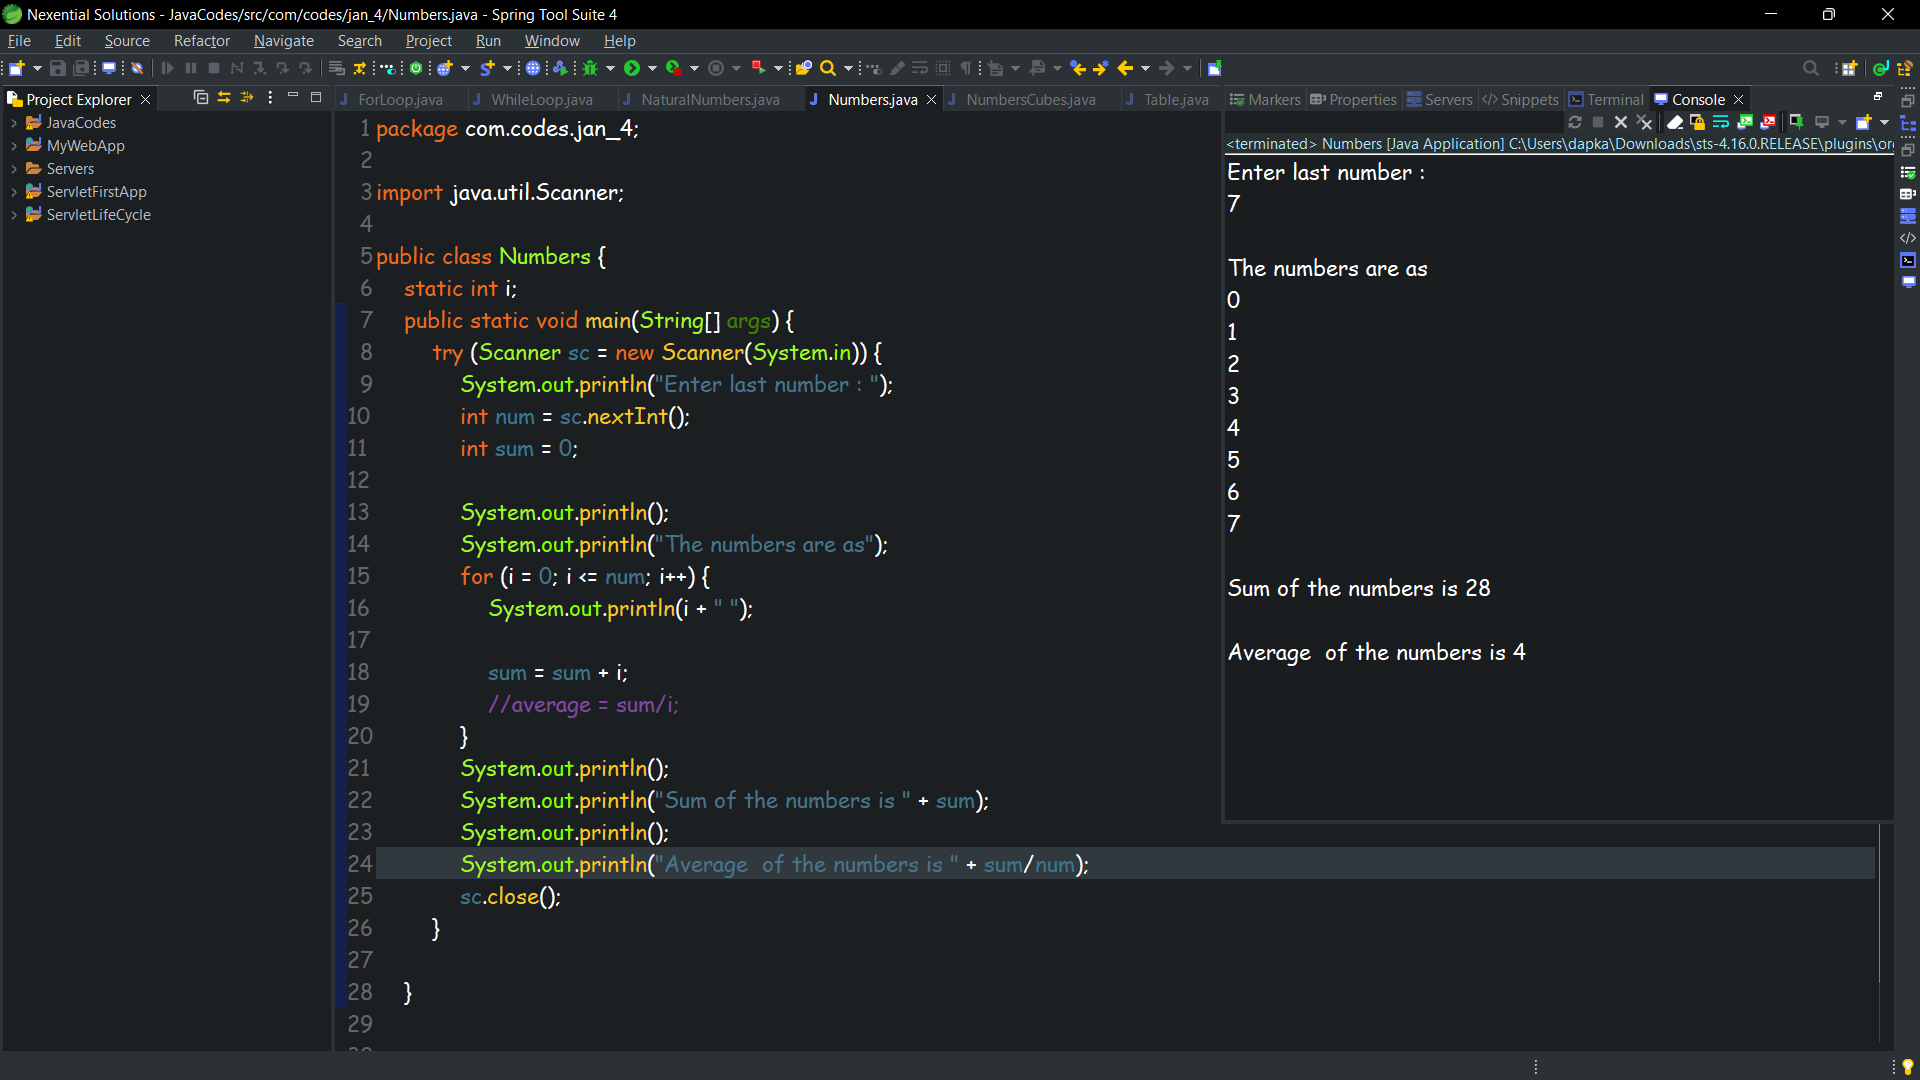 Nexential Solutions - JavaCodes/src/com/codes/jan_4/Numbers.java - Spring Tool Suite 4
File Edit Source Refactor Navigate Search Project Run Window Help
Project Explorer
JavaCodes
MyWebApp
Servers
ServletFirstApp
ServletLifeCycle
ForLoop.java WhileLoop.java NaturalNumbers.java Numbers.java NumbersCubes.java Table.java
1 package com.codes.jan_4;
2
3 import java.util.Scanner;
4
5 public class Numbers {
6 static int i;
7 public static void main(String[] args) {
8 try (Scanner sc = new Scanner(System.in)) {
9 System.out.println("Enter last number : ");
10 int num = sc.nextInt();
11 int sum = 0;
12
13 System.out.println();
14 System.out.println("The numbers are as");
15 for (i = 0; i <= num; i++) {
16 System.out.println(i + " ");
17
18 sum = sum + i;
19 //average = sum/i;
20 }
21 System.out.println();
22 System.out.println("Sum of the numbers is " + sum);
23 System.out.println();
24 System.out.println("Average  of the numbers is " + sum/num);
25 sc.close();
26 }
27
28 }
29
Markers Properties Servers Snippets Terminal Console
<terminated> Numbers [Java Application] C:\Users\dapka\Downloads\sts-4.16.0.RELEASE\plugins\or
Enter last number :
7
The numbers are as
0
1
2
3
4
5
6
7
Sum of the numbers is 28
Average  of the numbers is 4